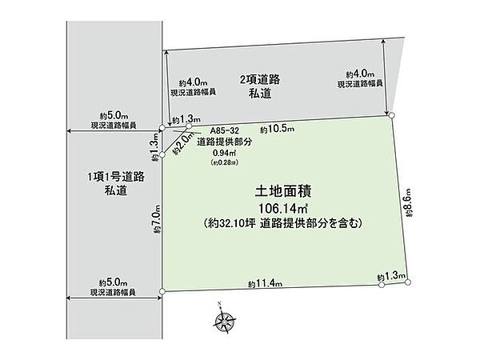 約4.0m
現況道路幅員
2項道路
私道
約4.0m
現況道路幅員
約5.0m
現況道路幅員
約1.3m
A85-32
道路提供部分
0.94㎡
(約0.28坪)
約10.5m
約2.0m
約1.3m
1項1号道路
私道
土地面積
106.14㎡
(約32.10坪 道路提供部分を含む)
約8.6m
約7.0m
約5.0m
現況道路幅員
約11.4m
約1.3m